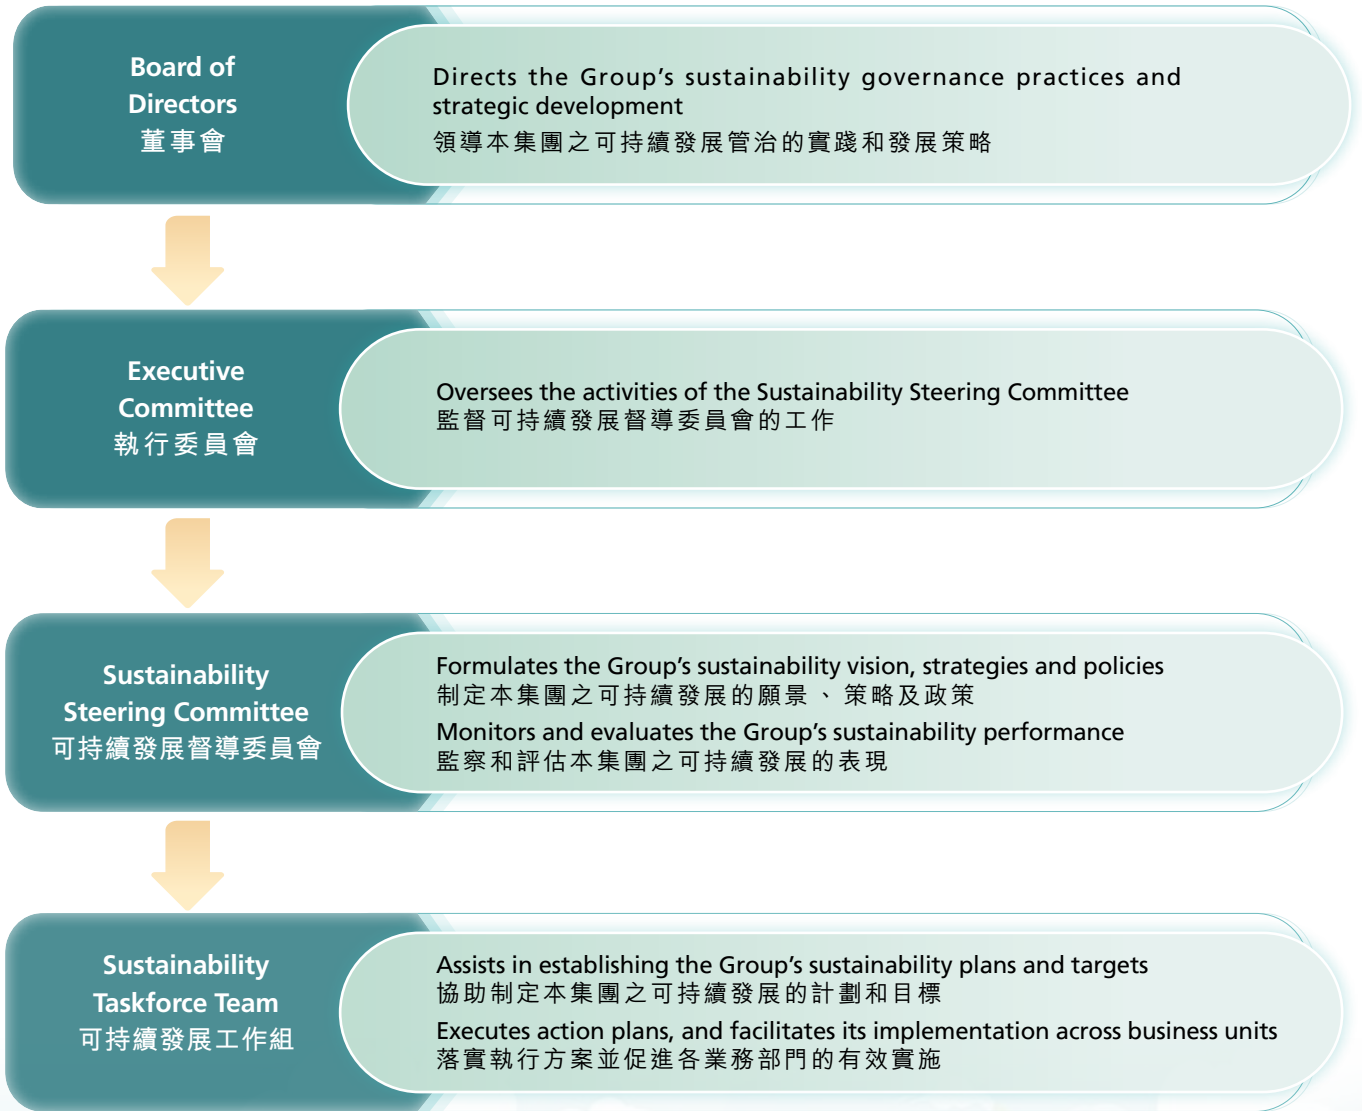 Board of
Directors
董事會
Directs the Group’s sustainability governance practices and
strategic development
領導本集團之可持續發展管治的實踐和發展策略
Executive
Committee
執行委員會
Oversees the activities of the Sustainability Steering Committee
監督可持續發展督導委員會的工作
Sustainability
Steering Committee
可持續發展督導委員會
Formulates the Group’s sustainability vision, strategies and policies
制定本集團之可持續發展的願景、策略及政策
Monitors and evaluates the Group’s sustainability performance
監察和評估本集團之可持續發展的表現
Sustainability
Taskforce Team
可持續發展工作組
Assists in establishing the Group’s sustainability plans and targets
協助制定本集團之可持續發展的計劃和目標
Executes action plans, and facilitates its implementation across business units
落實執行方案並促進各業務部門的有效實施